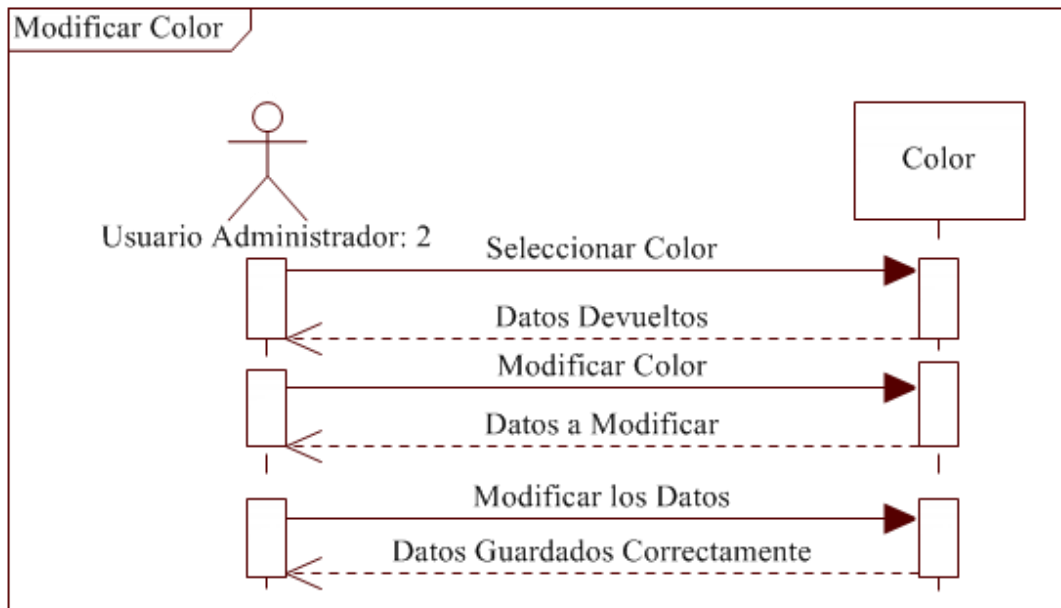 Modificar Color
Color
Usuario Administrador: 2
Seleccionar Color
Datos Devueltos
Modificar Color
Datos a Modificar
Modificar los Datos
Datos Guardados Correctamente